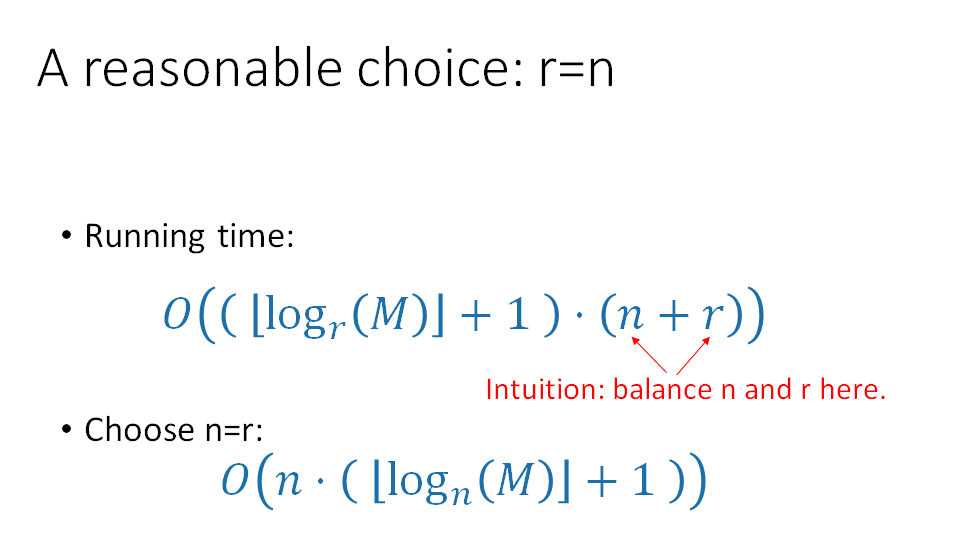 A reasonable choice: r=n
• Running time:
O(( ⌊log_r(M)⌋ + 1 ) · (n + r))
Intuition: balance n and r here.
• Choose n=r:
O(n · ( ⌊log_n(M)⌋ + 1 ))